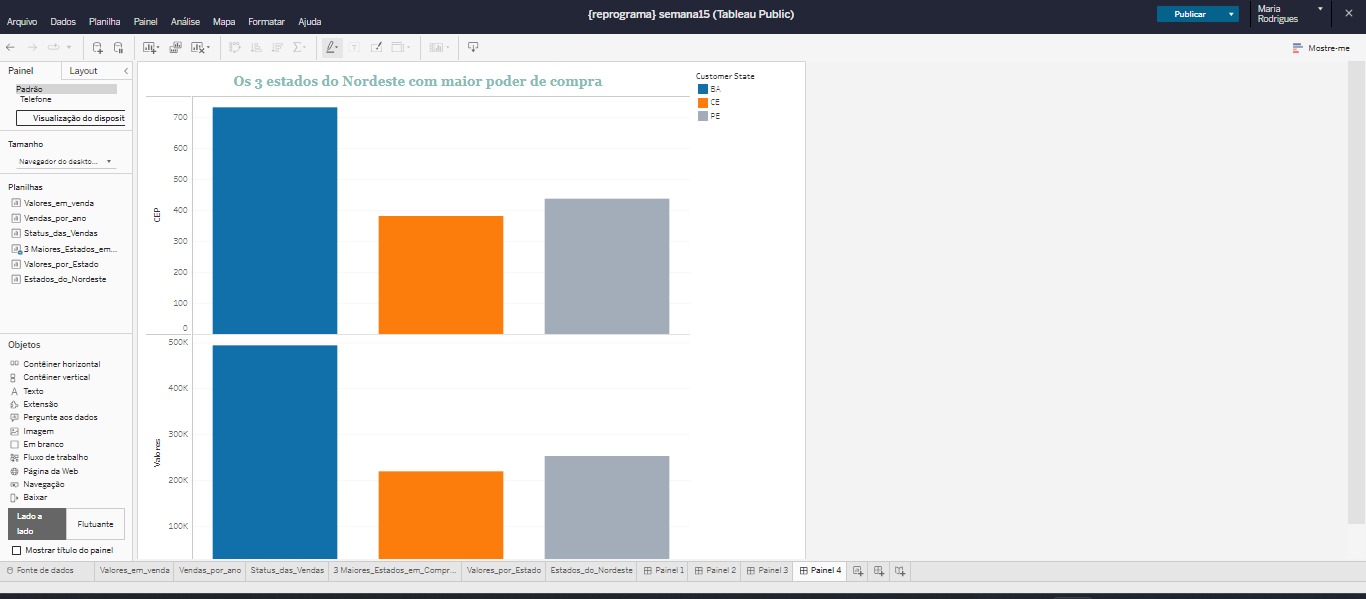 {reprograma} semana15 (Tableau Public)
Publicar
Maria
Rodrigues
Arquivo Dados Planilha Painel Análise Mapa Formatar Ajuda
Mostre-me
Painel Layout
Padrão
Telefone
Visualização do disposit
Tamanho
Navegador do deskto...
Planilhas
Valores_em_venda
Vendas_por_ano
Status_das_Vendas
3 Maiores_Estados_em...
Valores_por_Estado
Estados_do_Nordeste
Objetos
Contêiner horizontal
Contêiner vertical
Texto
Extensão
Pergunte aos dados
Imagem
Em branco
Fluxo de trabalho
Página da Web
Navegação
Baixar
Lado a
lado
Flutuante
Mostrar título do painel
Os 3 estados do Nordeste com maior poder de compra
CEP
700
600
500
400
300
200
100
0
Valores
500K
400K
300K
200K
100K
Customer State
BA
CE
PE
Fonte de dados Valores_em_venda Vendas_por_ano Status_das_Vendas 3 Maiores_Estados_em_Compr... Valores_por_Estado Estados_do_Nordeste Painel 1 Painel 2 Painel 3 Painel 4